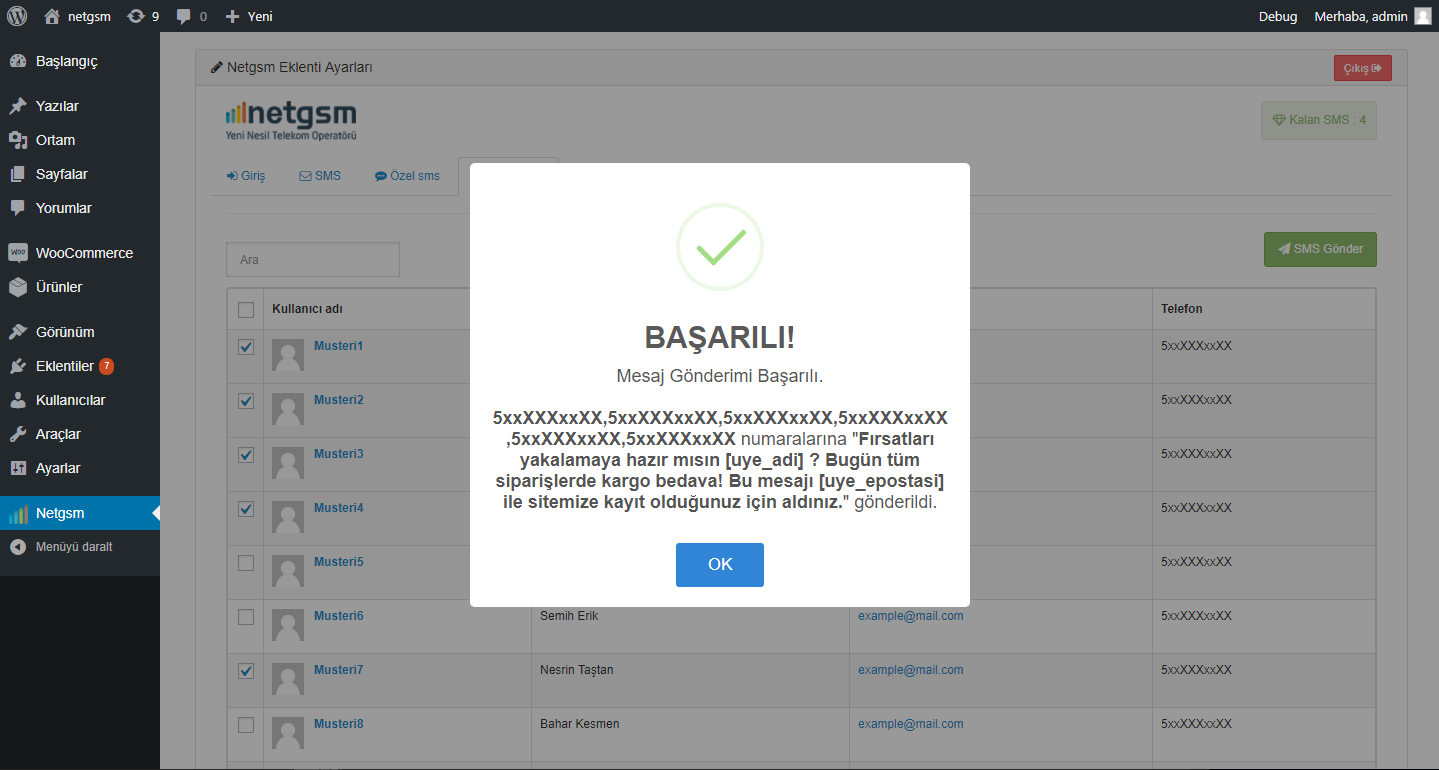 netgsm 9 0 Yeni Debug Merhaba, admin
Başlangıç
Yazılar
Ortam
Sayfalar
Yorumlar
WooCommerce
Ürünler
Görünüm
Eklentiler 7
Kullanıcılar
Araçlar
Ayarlar
Netgsm
Menüyü daralt
Netgsm Eklenti Ayarları Çıkış
netgsm
Yeni Nesil Telekom Operatörü
Kalan SMS : 4
Giriş SMS Özel sms
Ara SMS Gönder
Kullanıcı adı Telefon
Musteri1 5xxXXXxxXX
Musteri2 5xxXXXxxXX
Musteri3 5xxXXXxxXX
Musteri4 5xxXXXxxXX
Musteri5 5xxXXXxxXX
Musteri6 Semih Erik example@mail.com 5xxXXXxxXX
Musteri7 Nesrin Taştan example@mail.com 5xxXXXxxXX
Musteri8 Bahar Kesmen example@mail.com 5xxXXXxxXX
BAŞARILI!
Mesaj Gönderimi Başarılı.
5xxXXXxxXX,5xxXXXxxXX,5xxXXXxxXX,5xxXXXxxXX
,5xxXXXxxXX,5xxXXXxxXX numaralarına "Fırsatları
yakalamaya hazır mısın [uye_adi] ? Bugün tüm
siparişlerde kargo bedava! Bu mesajı [uye_epostasi]
ile sitemize kayıt olduğunuz için aldınız." gönderildi.
OK